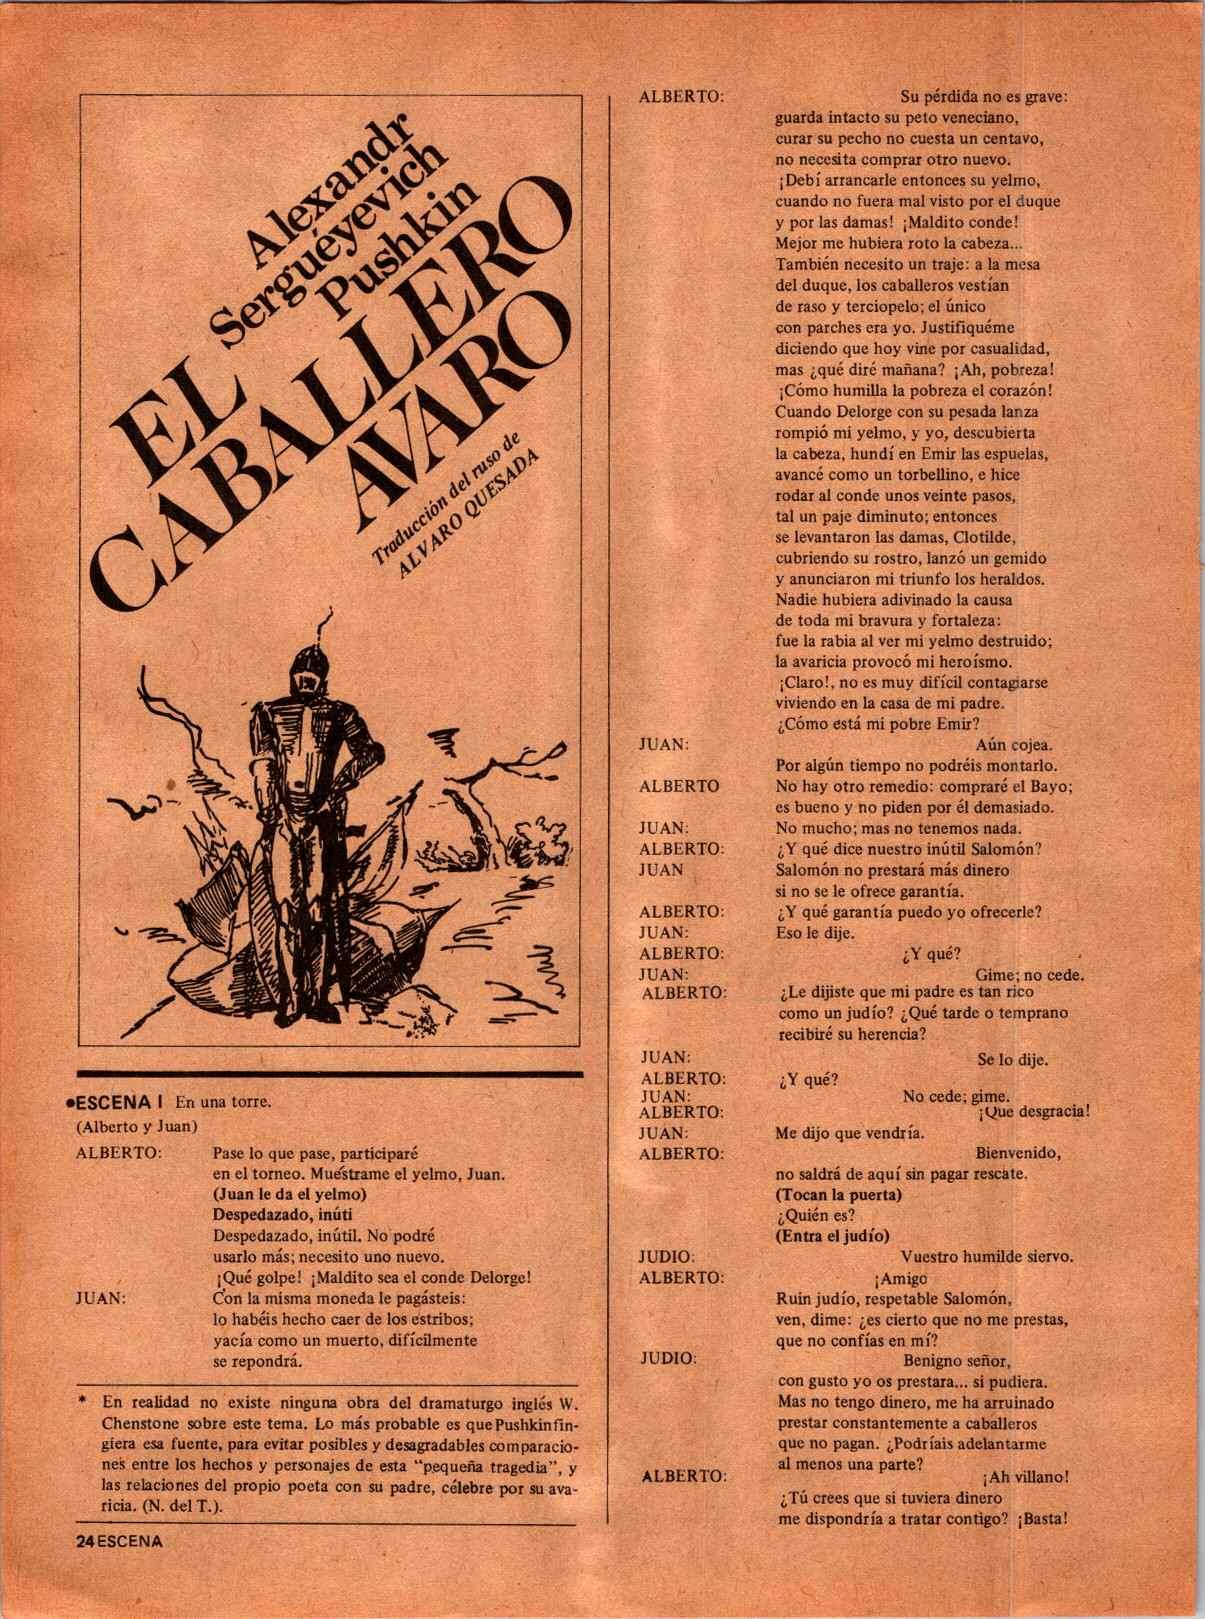 Alexandr
Serguéyevich
Pushkin
EL
CABALLERO
AVARO
Traducción del ruso de
ALVARO QUESADA
•ESCENA I En una torre.
(Alberto y Juan)
ALBERTO: Pase lo que pase, participaré
en el torneo. Muéstrame el yelmo, Juan.
(Juan le da el yelmo)
Despedazado, inúti
Despedazado, inútil. No podré
usarlo más; necesito uno nuevo.
¡Qué golpe! ¡Maldito sea el conde Delorge!
JUAN: Con la misma moneda le pagásteis:
lo habéis hecho caer de los estribos;
yacía como un muerto, difícilmente
se repondrá.
* En realidad no existe ninguna obra del dramaturgo inglés W.
Chenstone sobre este tema. Lo más probable es que Pushkin fin-
giera esa fuente, para evitar posibles y desagradables comparacio-
nes entre los hechos y personajes de esta “pequeña tragedia”, y
las relaciones del propio poeta con su padre, célebre por su ava-
ricia. (N. del T.).
24 ESCENA
ALBERTO: Su pérdida no es grave:
guarda intacto su peto veneciano,
curar su pecho no cuesta un centavo,
no necesita comprar otro nuevo.
¡Debí arrancarle entonces su yelmo,
cuando no fuera mal visto por el duque
y por las damas! ¡Maldito conde!
Mejor me hubiera roto la cabeza...
También necesito un traje: a la mesa
del duque, los caballeros vestían
de raso y terciopelo; el único
con parches era yo. Justifiquéme
diciendo que hoy vine por casualidad,
mas ¿qué diré mañana? ¡Ah, pobreza!
¡Cómo humilla la pobreza el corazón!
Cuando Delorge con su pesada lanza
rompió mi yelmo, y yo, descubierta
la cabeza, hundí en Emir las espuelas,
avancé como un torbellino, e hice
rodar al conde unos veinte pasos,
tal un paje diminuto; entonces
se levantaron las damas, Clotilde,
cubriendo su rostro, lanzó un gemido
y anunciaron mi triunfo los heraldos.
Nadie hubiera adivinado la causa
de toda mi bravura y fortaleza:
fue la rabia al ver mi yelmo destruido;
la avaricia provocó mi heroísmo.
¡Claro!, no es muy difícil contagiarse
viviendo en la casa de mi padre.
¿Cómo está mi pobre Emir?
JUAN: Aún cojea.
Por algún tiempo no podréis montarlo.
ALBERTO No hay otro remedio: compraré el Bayo;
es bueno y no piden por él demasiado.
JUAN: No mucho; mas no tenemos nada.
ALBERTO: ¿Y qué dice nuestro inútil Salomón?
JUAN Salomón no prestará más dinero
si no se le ofrece garantía.
ALBERTO: ¿Y qué garantía puedo yo ofrecerle?
JUAN: Eso le dije.
ALBERTO: ¿Y qué?
JUAN: Gime; no cede.
ALBERTO: ¿Le dijiste que mi padre es tan rico
como un judío? ¿Qué tarde o temprano
recibiré su herencia?
JUAN: Se lo dije.
ALBERTO: ¿Y qué?
JUAN: No cede; gime.
ALBERTO: ¡Que desgracia!
JUAN: Me dijo que vendría.
ALBERTO: Bienvenido,
no saldrá de aquí sin pagar rescate.
(Tocan la puerta)
¿Quién es?
(Entra el judío)
JUDIO: Vuestro humilde siervo.
ALBERTO: ¡Amigo
Ruin judío, respetable Salomón,
ven, dime: ¿es cierto que no me prestas,
que no confías en mí?
JUDIO: Benigno señor,
con gusto yo os prestara... si pudiera.
Mas no tengo dinero, me ha arruinado
prestar constantemente a caballeros
que no pagan. ¿Podríais adelantarme
al menos una parte?
ALBERTO: ¡Ah villano!
¿Tú crees que si tuviera dinero
me dispondría a tratar contigo? ¡Basta!